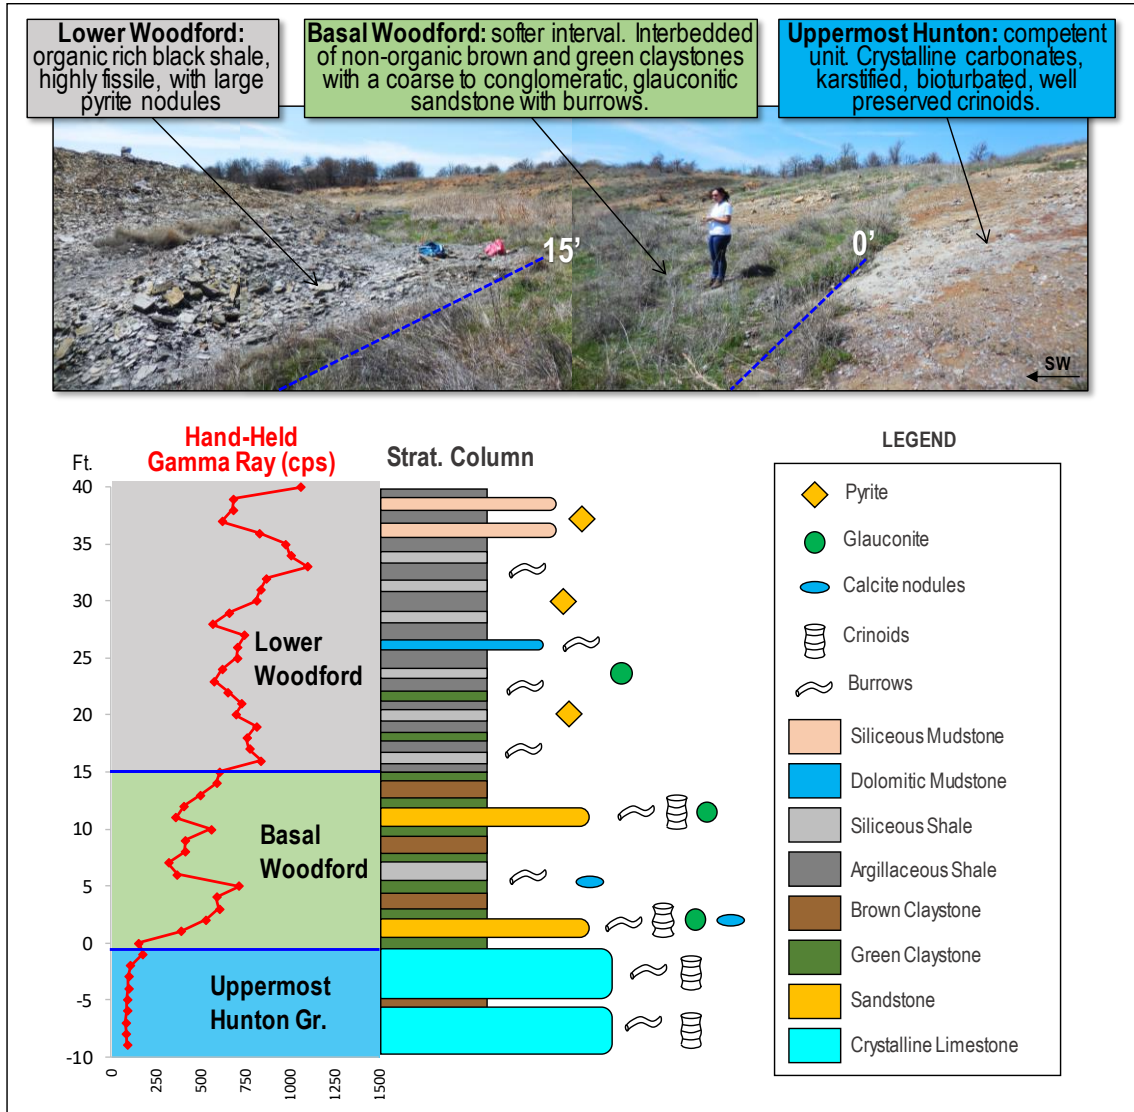 Lower Woodford:
organic rich black shale,
highly fissile, with large
pyrite nodules
Basal Woodford: softer interval. Interbedded
of non-organic brown and green claystones
with a coarse to conglomeratic, glauconitic
sandstone with burrows.
Uppermost Hunton: competent
unit. Crystalline carbonates,
karstified, bioturbated, well
preserved crinoids.
15'
0'
SW
Hand-Held
Gamma Ray (cps)
Ft.
Strat. Column
40
35
30
25
20
15
10
5
0
-5
-10
Lower
Woodford
Basal
Woodford
Uppermost
Hunton Gr.
0
250
500
750
1000
1250
1500
LEGEND
Pyrite
Glauconite
Calcite nodules
Crinoids
Burrows
Siliceous Mudstone
Dolomitic Mudstone
Siliceous Shale
Argillaceous Shale
Brown Claystone
Green Claystone
Sandstone
Crystalline Limestone